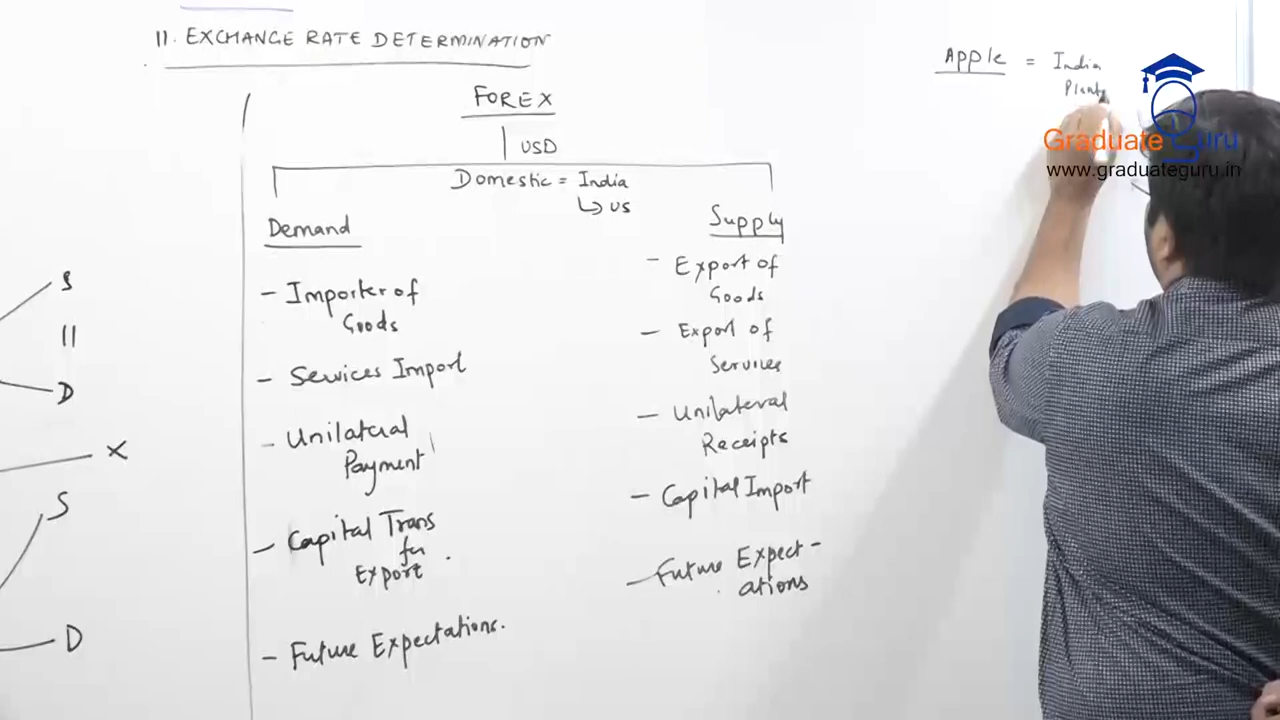 11. EXCHANGE RATE DETERMINATION
FOREX
USD
Domestic = India
↳ US
Demand
- Importer of
Goods
- Services Import
- Unilateral
Payment
- Capital Trans
fer
Export
- Future Expectations.
Supply
- Export of
Goods
- Export of
Services
- Unilateral
Receipts
- Capital Import
- Future Expect-
ations
S
11
D
X
S
D
Apple = India
Plant
Graduate Guru
www.graduateguru.in